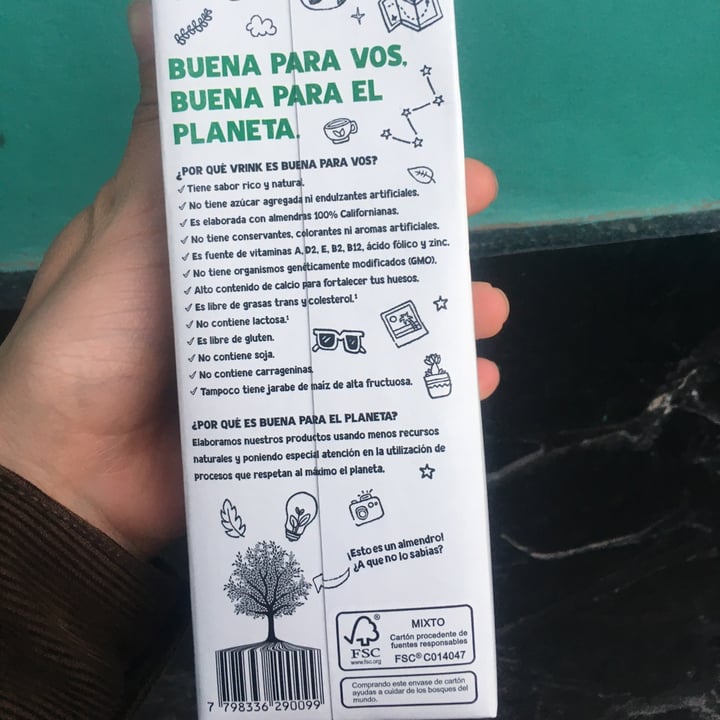 BUENA PARA VOS,
BUENA PARA EL
PLANETA.
¿POR QUÉ VRINK ES BUENA PARA VOS?
✓ Tiene sabor rico y natural.
✓ No tiene azúcar agregada ni endulzantes artificiales.
✓ Es elaborada con almendras 100% Californianas.
✓ No tiene conservantes, colorantes ni aromas artificiales.
✓ Es fuente de vitaminas A, D2, E, B2, B12, ácido fólico y zinc.
✓ No tiene organismos genéticamente modificados (GMO).
✓ Alto contenido de calcio para fortalecer tus huesos.
✓ Es libre de grasas trans y colesterol.¹
✓ No contiene lactosa.¹
✓ Es libre de gluten.
✓ No contiene soja.
✓ No contiene carrageninas.
✓ Tampoco tiene jarabe de maíz de alta fructuosa.
¿POR QUÉ ES BUENA PARA EL PLANETA?
Elaboramos nuestros productos usando menos recursos
naturales y poniendo especial atención en la utilización de
procesos que respetan al máximo el planeta.
¡Esto es un almendro!
¿A que no lo sabías?
FSC
www.fsc.org
MIXTO
Cartón procedente de
fuentes responsables
FSC® C014047
Comprando este envase de cartón
ayudas a cuidar de los bosques del
mundo.
7 798336 290099